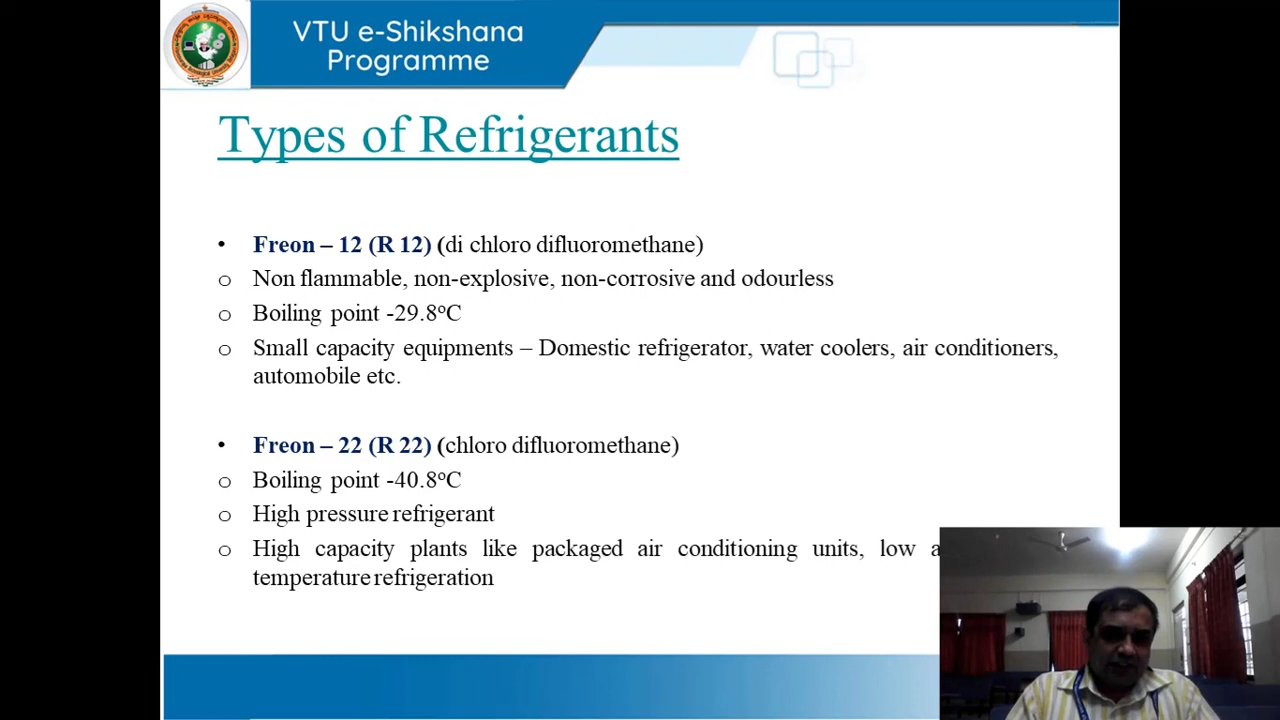 VTU e-Shikshana
Programme
Types of Refrigerants
• Freon – 12 (R 12) (di chloro difluoromethane)
o Non flammable, non-explosive, non-corrosive and odourless
o Boiling point -29.8°C
o Small capacity equipments – Domestic refrigerator, water coolers, air conditioners,
automobile etc.
• Freon – 22 (R 22) (chloro difluoromethane)
o Boiling point -40.8°C
o High pressure refrigerant
o High capacity plants like packaged air conditioning units, low
temperature refrigeration